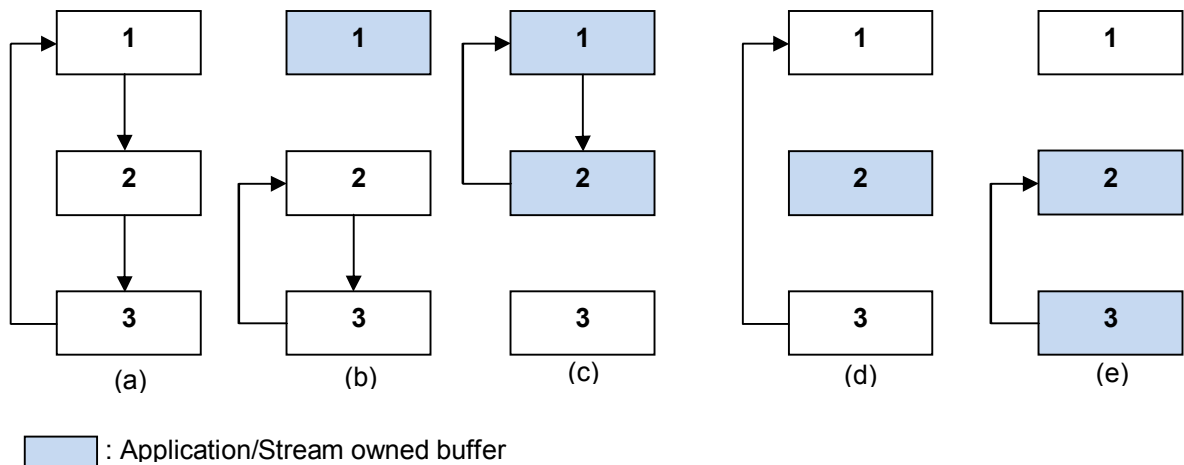 1 1 1 1 1
2 2 2 2 2
3 3 3 3 3
(a) (b) (c) (d) (e)
: Application/Stream owned buffer